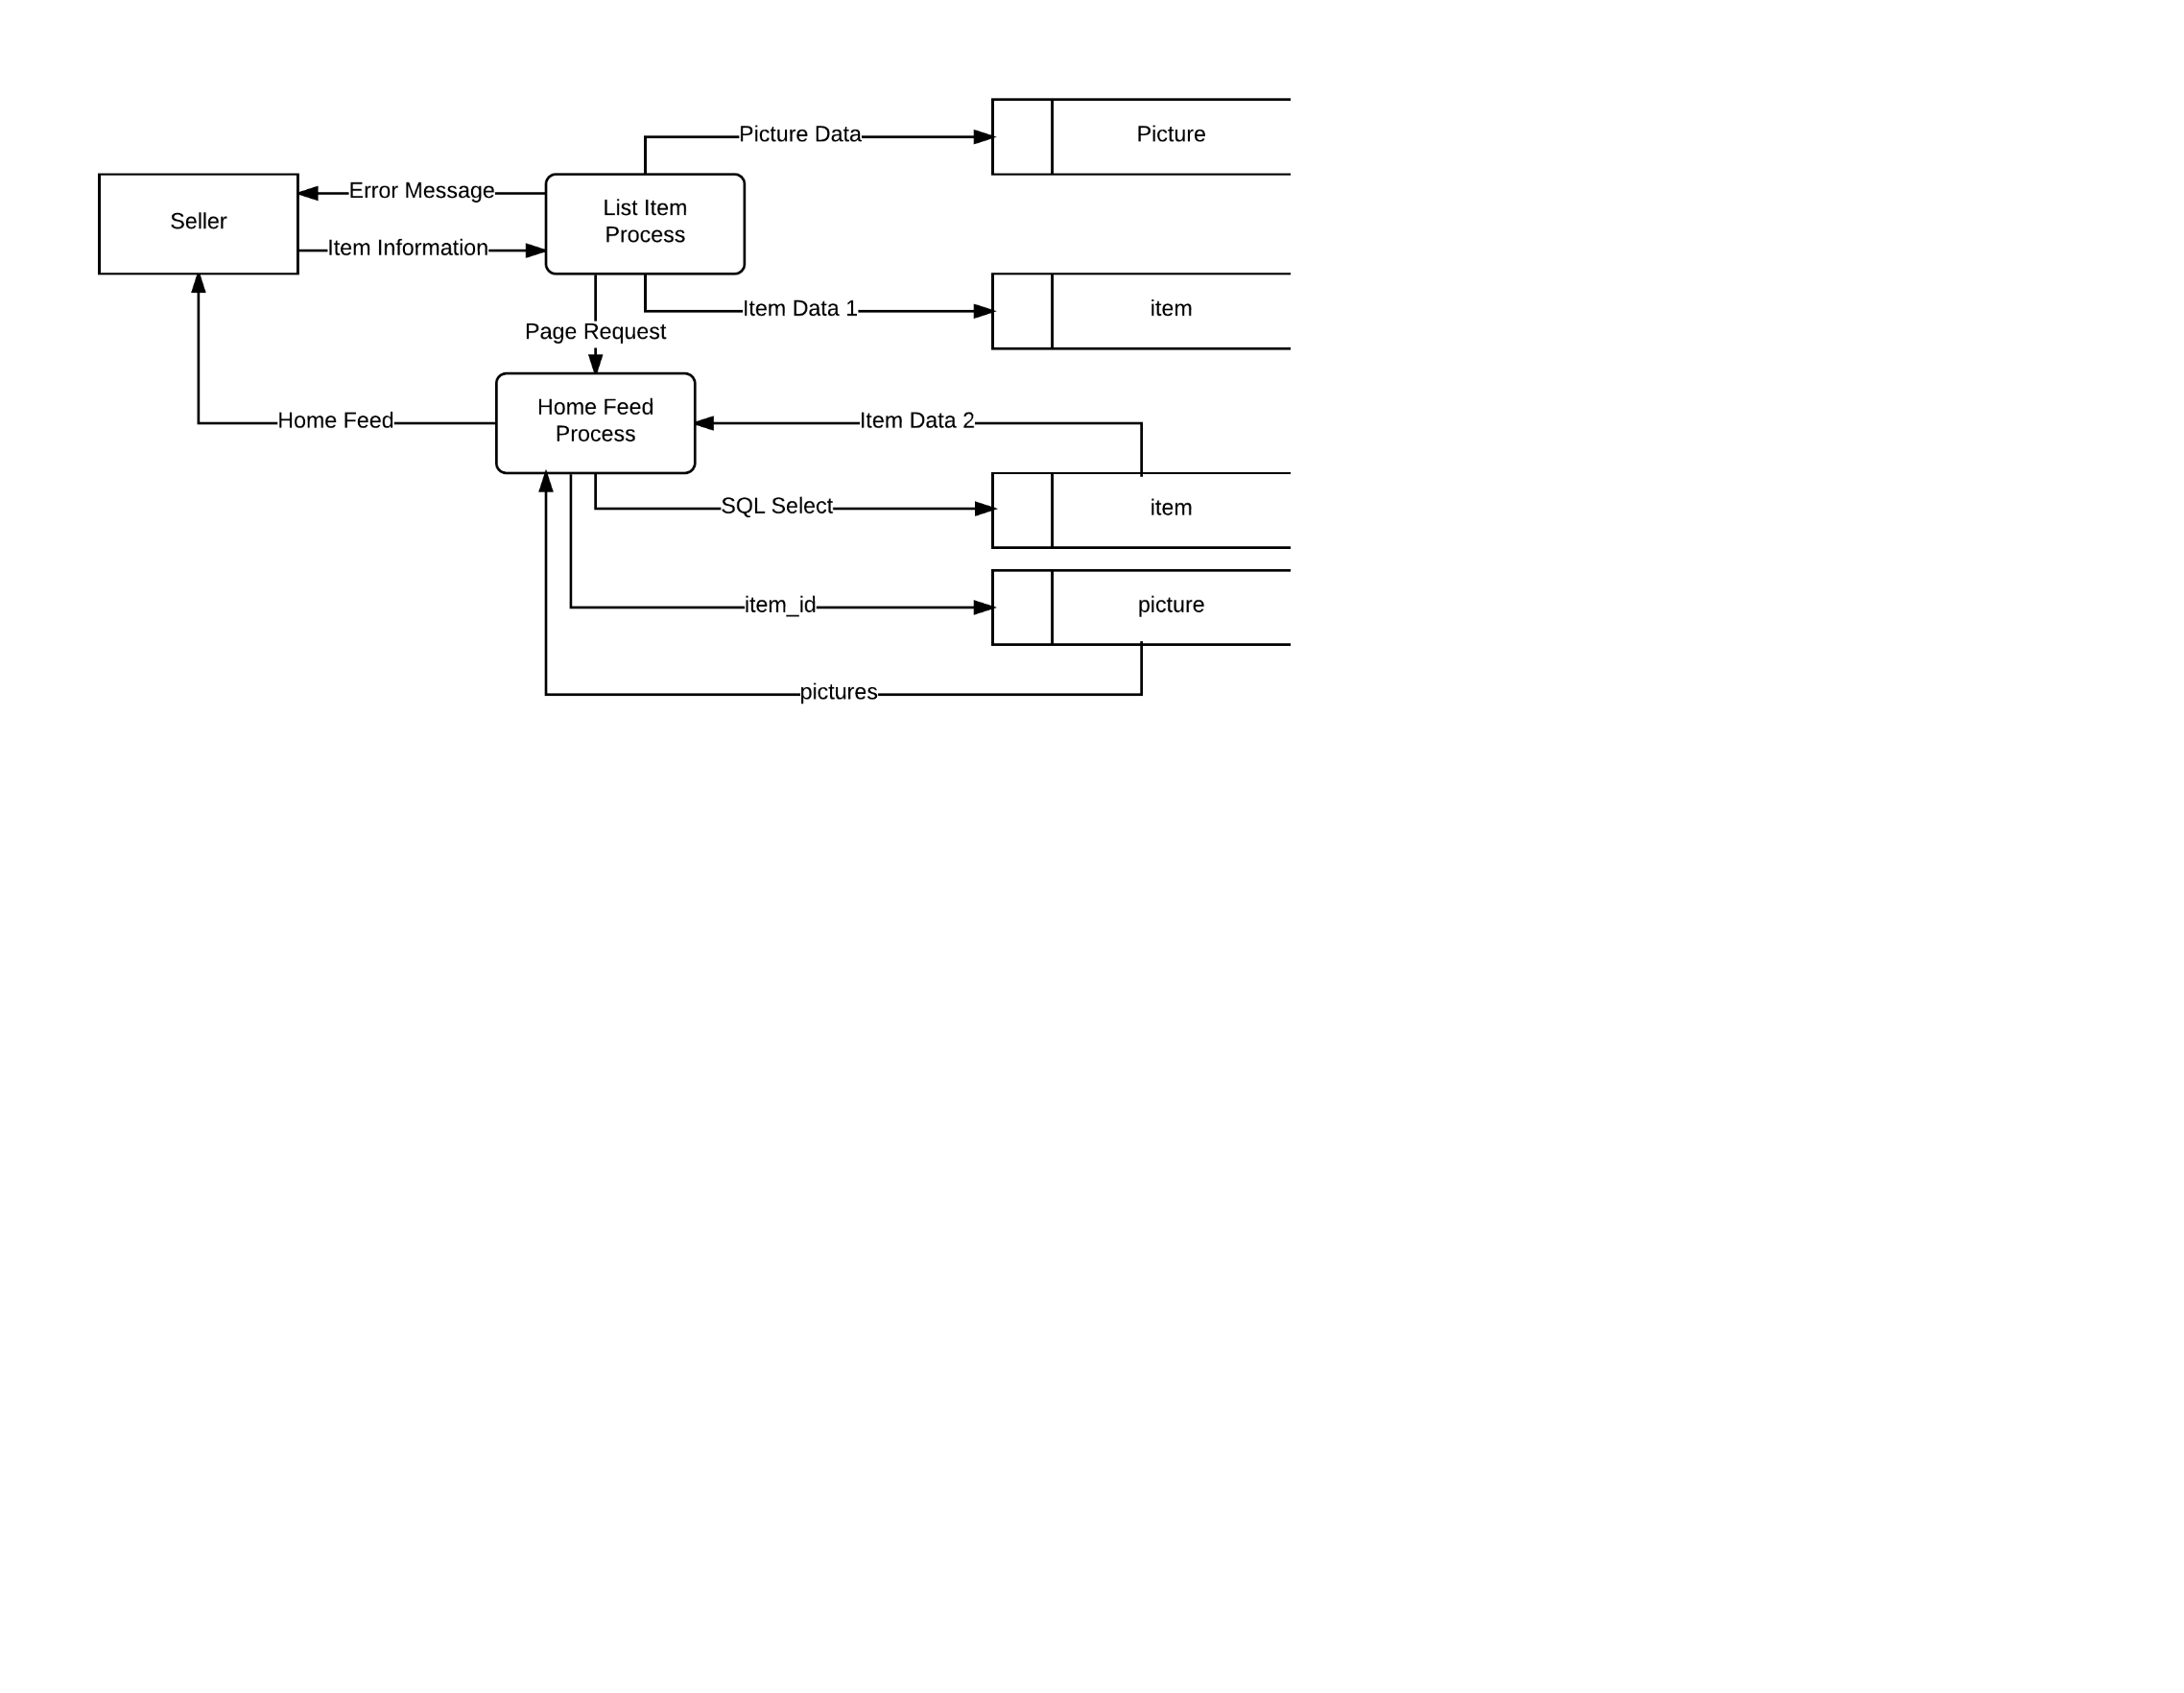 Picture Data
Picture
Error Message
Seller
List Item
Process
Item Information
Item Data 1
item
Page Request
Home Feed
Process
Home Feed
Item Data 2
SQL Select
item
item_id
picture
pictures